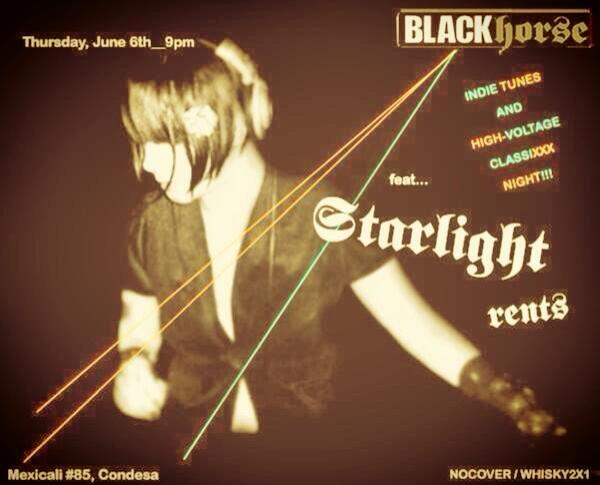 Thursday, June 6th__9pm
BLACKhorse
INDIE TUNES
AND
HIGH-VOLTAGE
CLASSIXXX
NIGHT!!!
feat...
Starlight
rents
Mexicali #85, Condesa
NOCOVER / WHISKY2X1